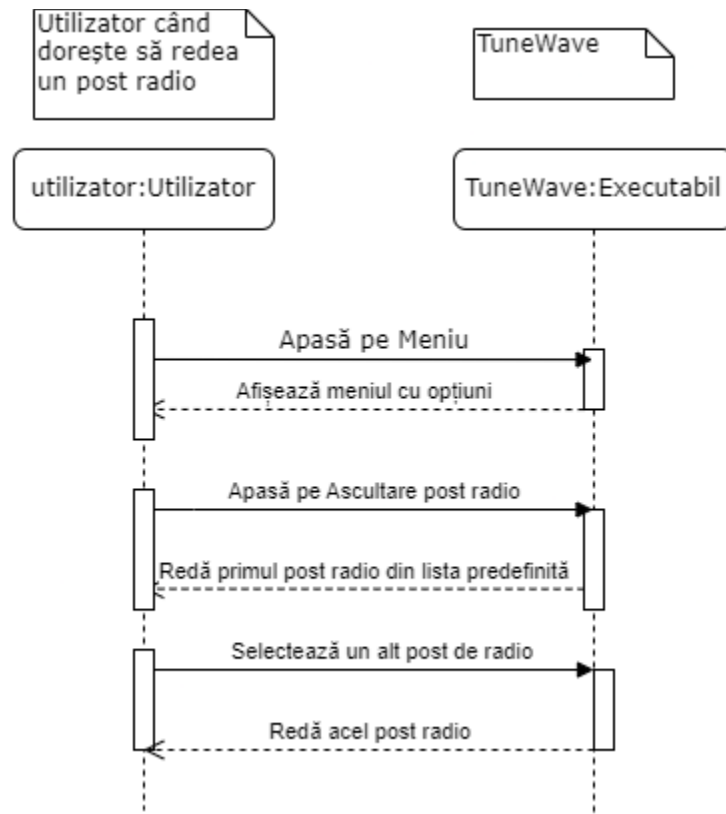 Utilizator când
dorește să redea
un post radio
TuneWave
utilizator:Utilizator
TuneWave:Executabil
Apasă pe Meniu
Afișează meniul cu opțiuni
Apasă pe Ascultare post radio
Redă primul post radio din lista predefinită
Selectează un alt post de radio
Redă acel post radio